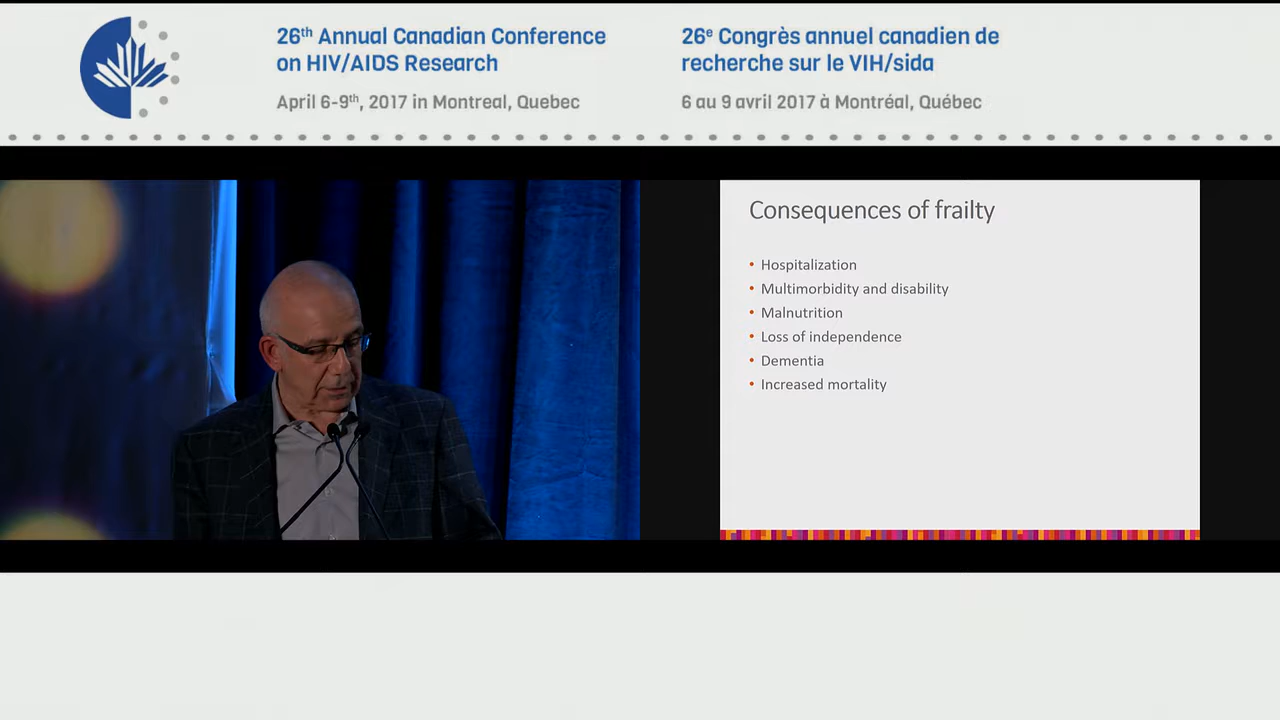 26th Annual Canadian Conference
on HIV/AIDS Research
April 6-9th, 2017 in Montreal, Quebec
26e Congrès annuel canadien de
recherche sur le VIH/sida
6 au 9 avril 2017 à Montréal, Québec
Consequences of frailty
• Hospitalization
• Multimorbidity and disability
• Malnutrition
• Loss of independence
• Dementia
• Increased mortality